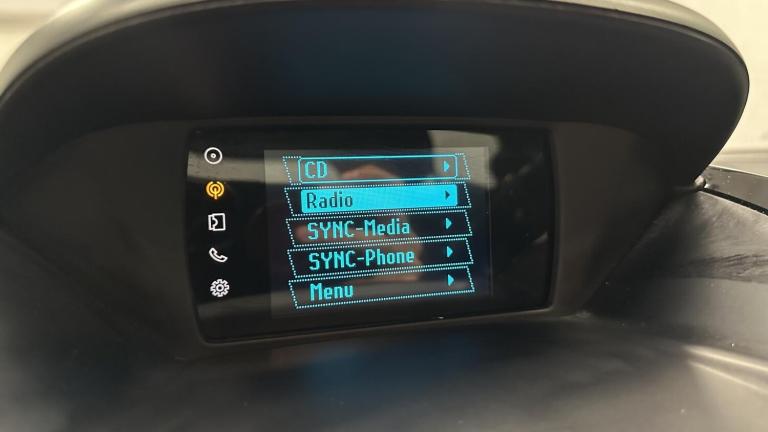 CD
Radio
SYNC-Media
SYNC-Phone
Menu